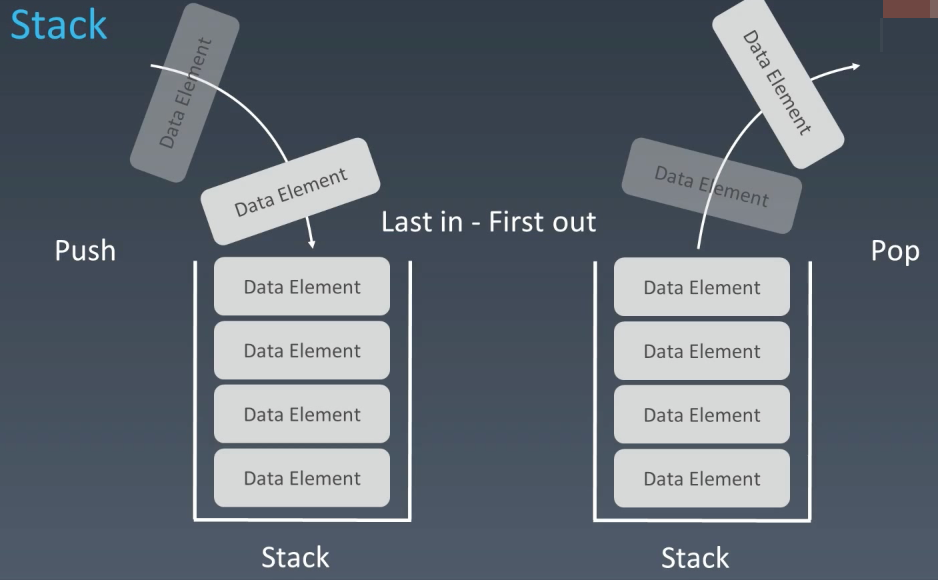 Stack
Data Element
Data Element
Push
Data Element
Data Element
Data Element
Data Element
Stack
Last in - First out
Data Element
Data Element
Pop
Data Element
Data Element
Data Element
Data Element
Stack